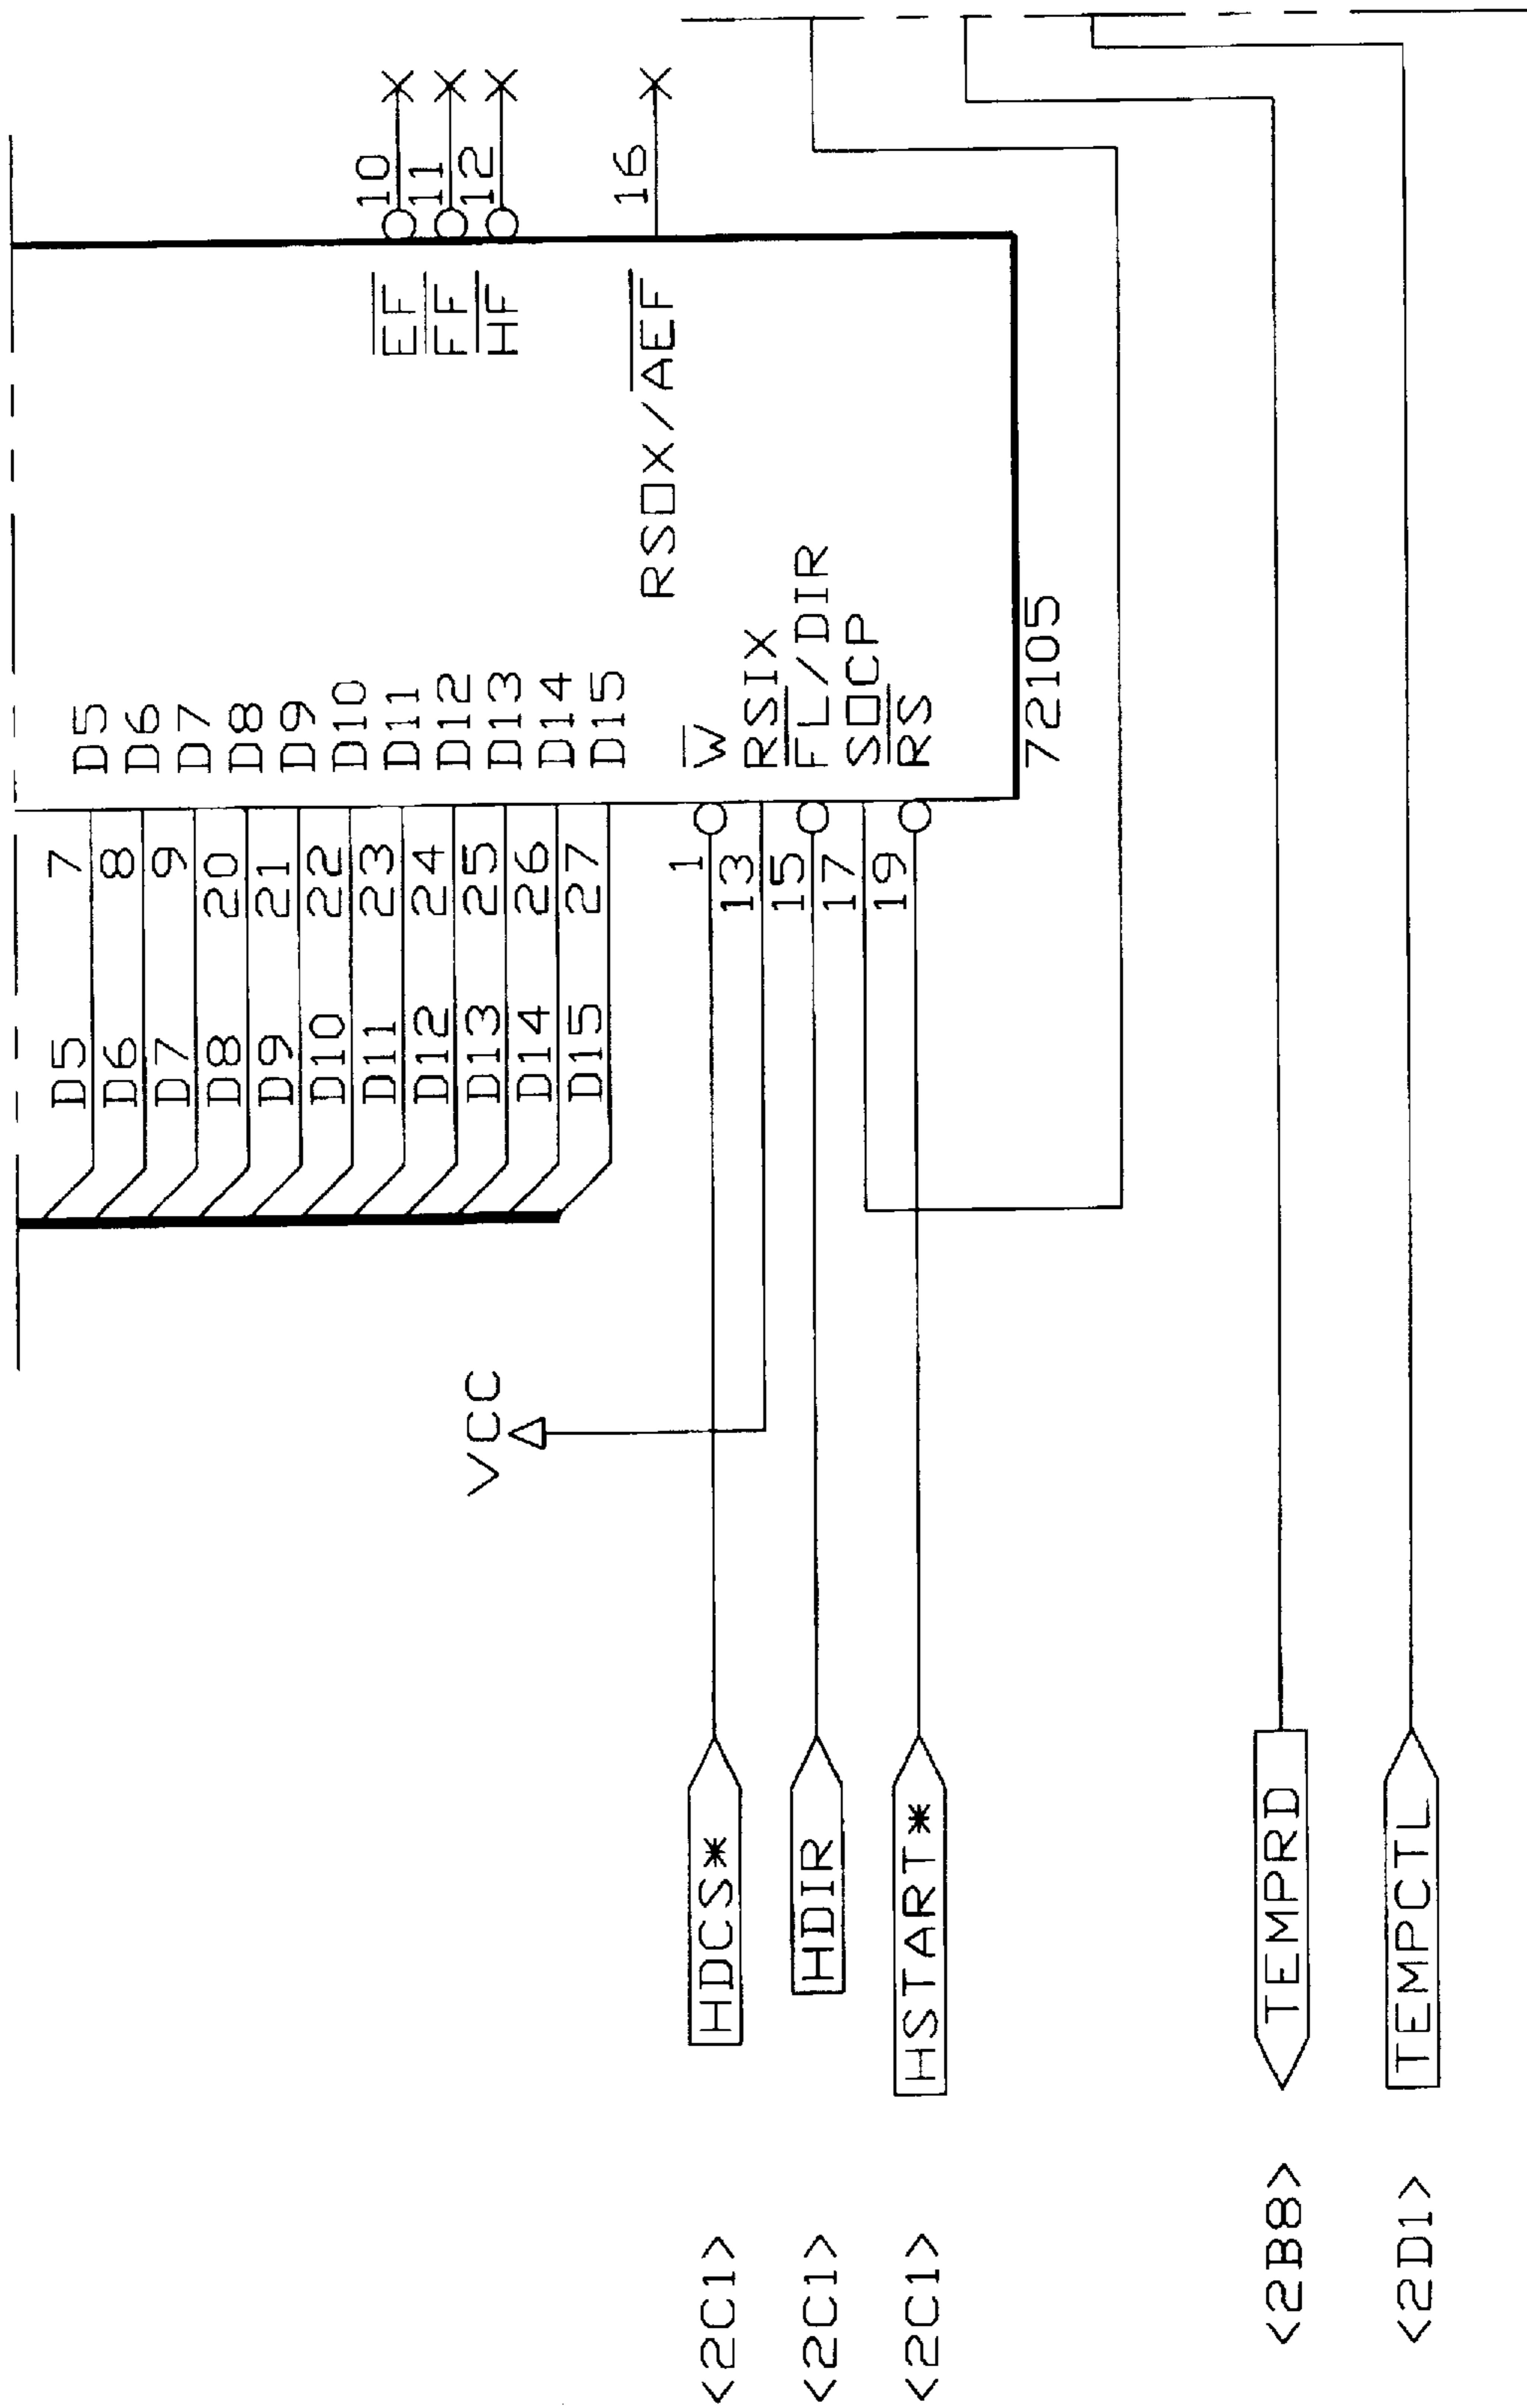 D5 7 D5
D6 8 D6
D7 9 D7
D8 20 D8
D9 21 D9
D10 22 D10
D11 23 D11
D12 24 D12
D13 25 D13
D14 26 D14
D15 27 D15
EF 10
FF 11
HF 12
RSOX/AEF 16
VCC
<2C1> HDCS* 1 W
13 RSIX
<2C1> HDIR 15 FL/DIR
17 SOCP
<2C1> HSTART* 19 RS
72105
<2B8> TEMPRD
<2D1> TEMPCTL